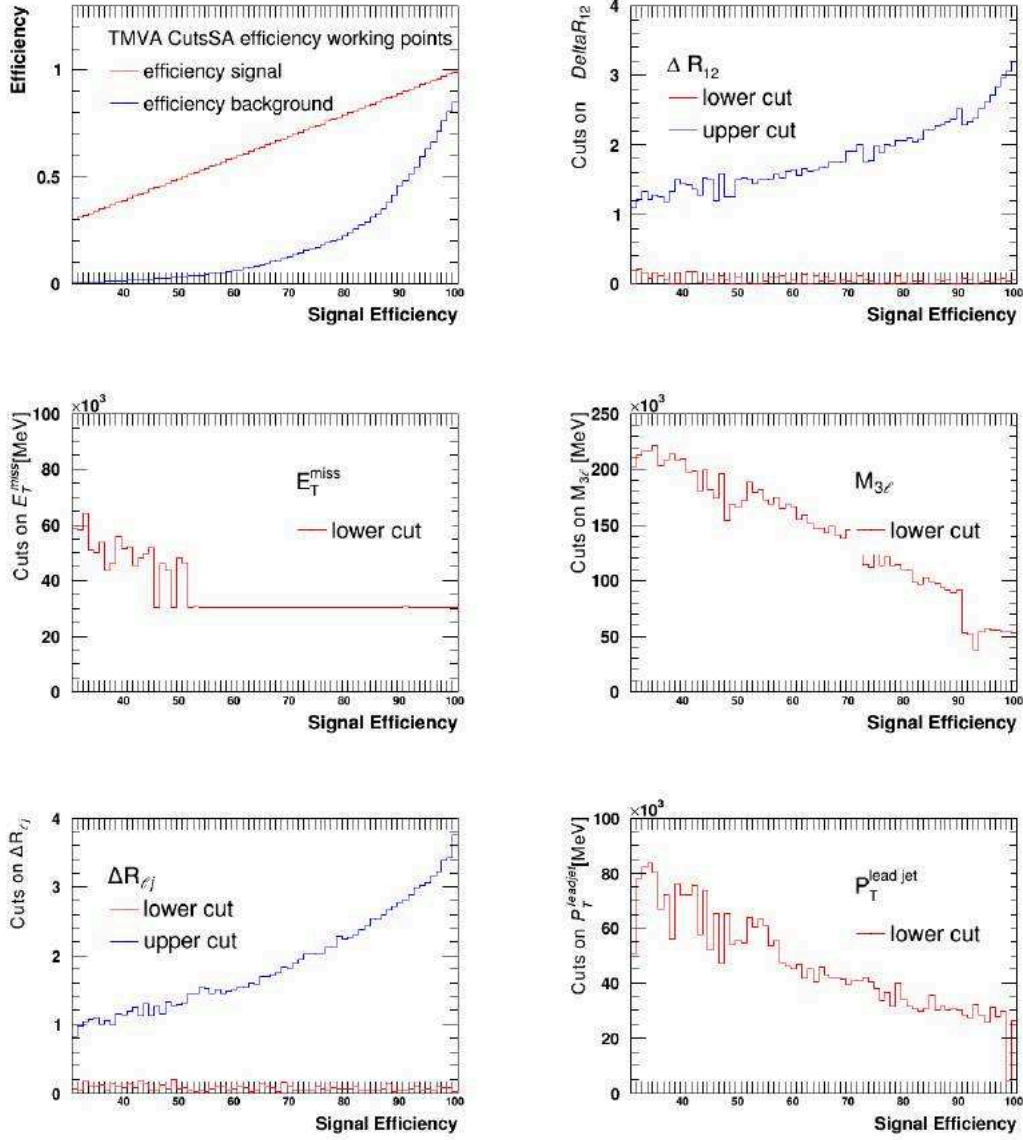 Efficiency
TMVA CutsSA efficiency working points
efficiency signal
efficiency background
1
0.5
0
40 50 60 70 80 90 100
Signal Efficiency
Cuts on DeltaR12
4
3
2
1
0
Δ R12
lower cut
upper cut
40 50 60 70 80 90 100
Signal Efficiency
×10³
Cuts on E_T^miss[MeV]
100
80
60
40
20
0
E_T^miss
lower cut
40 50 60 70 80 90 100
Signal Efficiency
×10³
Cuts on M3ℓ [MeV]
250
200
150
100
50
0
M3ℓ
lower cut
40 50 60 70 80 90 100
Signal Efficiency
Cuts on ΔRℓj
4
3
2
1
0
ΔRℓj
lower cut
upper cut
40 50 60 70 80 90 100
Signal Efficiency
×10³
Cuts on P_T^leadjet[MeV]
100
80
60
40
20
0
P_T^lead jet
lower cut
40 50 60 70 80 90 100
Signal Efficiency